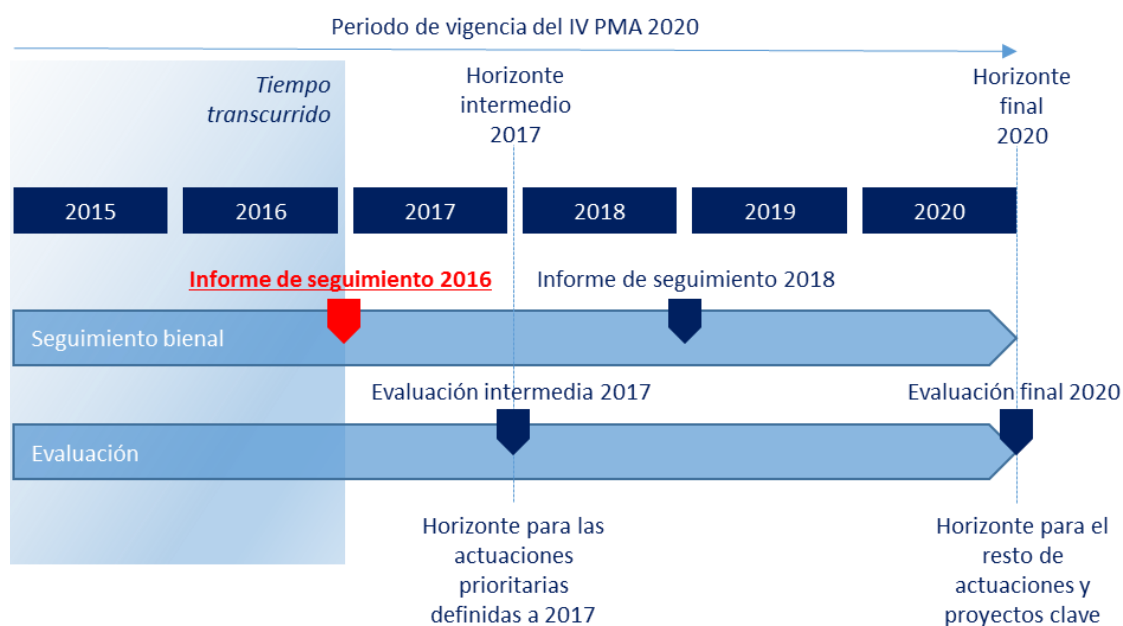 Periodo de vigencia del IV PMA 2020
Tiempo
transcurrido
Horizonte
intermedio
2017
Horizonte
final
2020
2015
2016
2017
2018
2019
2020
Informe de seguimiento 2016
Informe de seguimiento 2018
Seguimiento bienal
Evaluación intermedia 2017
Evaluación final 2020
Evaluación
Horizonte para las
actuaciones
prioritarias
definidas a 2017
Horizonte para el
resto de
actuaciones y
proyectos clave